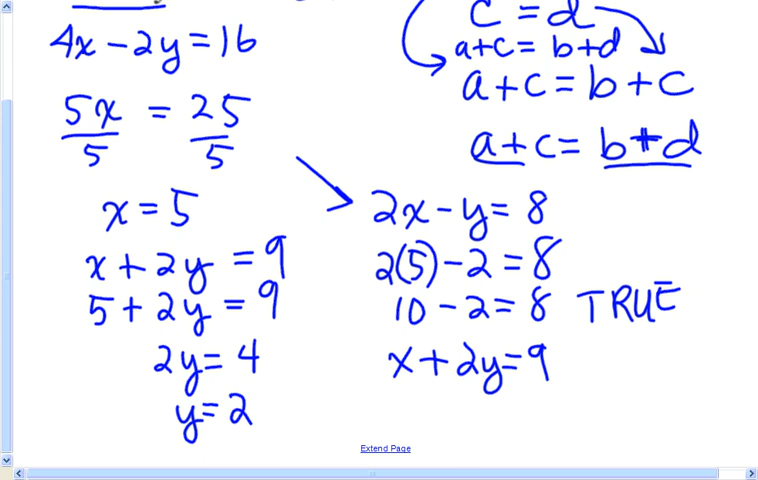 4x - 2y = 16
5x/5 = 25/5
x = 5
x + 2y = 9
5 + 2y = 9
2y = 4
y = 2
c = d
a+c = b+d
a + c = b + c
a + c = b + d
2x - y = 8
2(5) - 2 = 8
10 - 2 = 8 TRUE
x + 2y = 9
Extend Page